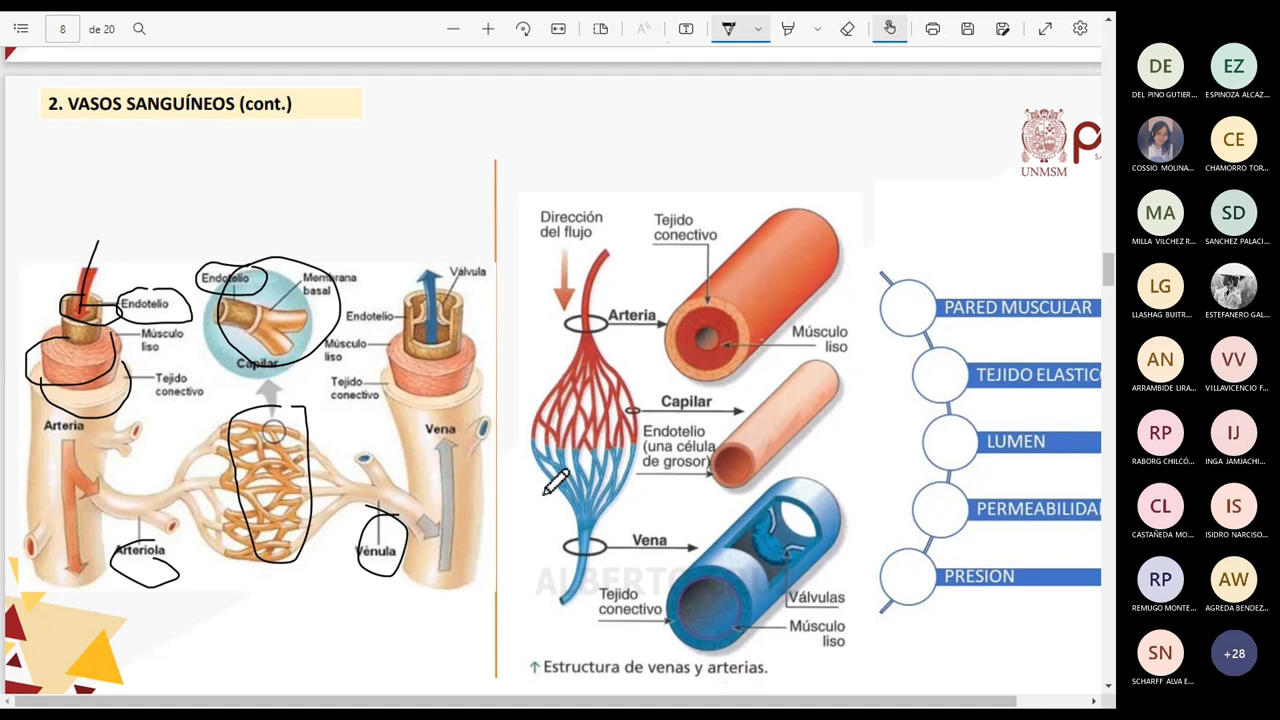 8
de 20
2. VASOS SANGUÍNEOS (cont.)
UNMSM
Endotelio
Músculo
liso
Tejido
conectivo
Arteria
Arteriola
Endotelio
Membrana
basal
Capilar
Válvula
Endotelio
Músculo
liso
Tejido
conectivo
Vena
Vénula
Dirección
del flujo
Tejido
conectivo
Arteria
Músculo
liso
Capilar
Endotelio
(una célula
de grosor)
Vena
Tejido
conectivo
Válvulas
Músculo
liso
↑ Estructura de venas y arterias.
PARED MUSCULAR
TEJIDO ELASTIC
LUMEN
PERMEABILIDA
PRESION
DE
DEL PINO GUTIER...
EZ
ESPINOZA ALCAZ...
COSSIO MOLINA...
CE
CHAMORRO TOR...
MA
MILLA VILCHEZ R...
SD
SANCHEZ PALACI...
LG
LLASHAG BUITR...
ESTEFANERO GAL...
AN
ARRAMBIDE LIRA...
VV
VILLAVICENCIO F...
RP
RABORG CHILCÓ...
IJ
INGA JAMJACHI...
CL
CASTAÑEDA MO...
IS
ISIDRO NARCISO...
RP
REMUGO MONTE...
AW
AGREDA BENDEZ...
SN
SCHARFF ALVA E...
+28